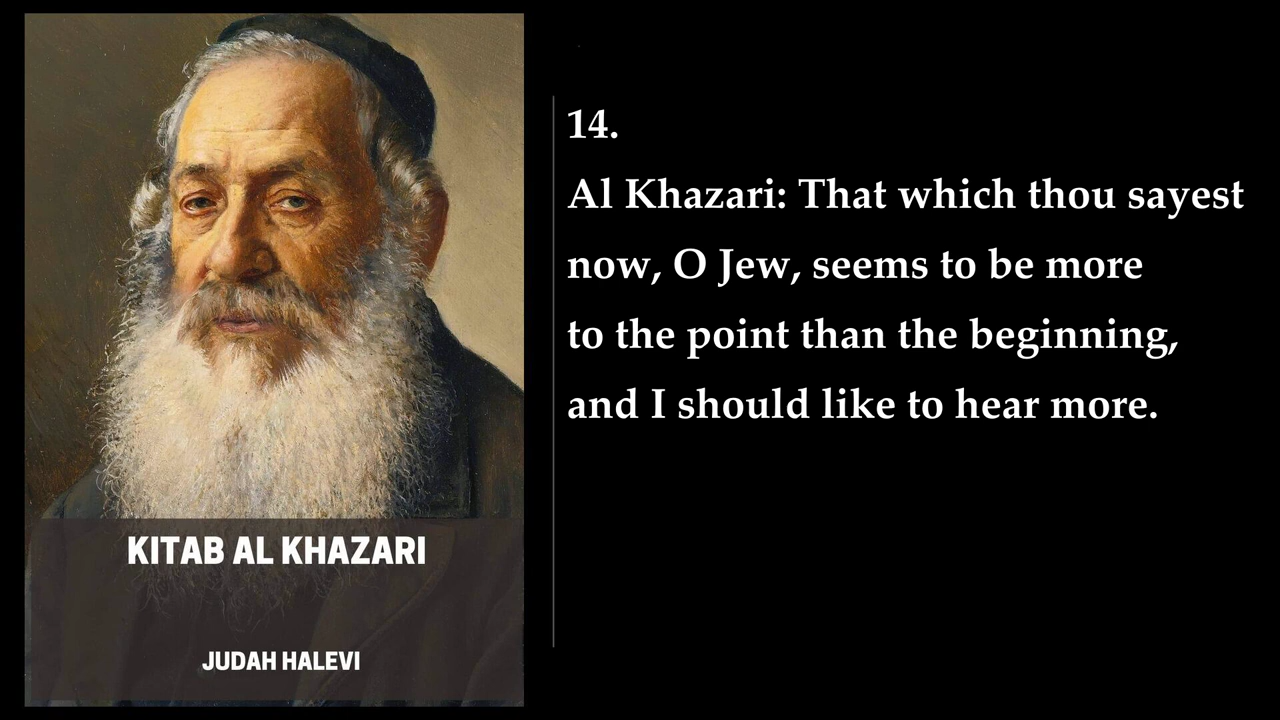 14.
Al Khazari: That which thou sayest
now, O Jew, seems to be more
to the point than the beginning,
and I should like to hear more.
KITAB AL KHAZARI
JUDAH HALEVI